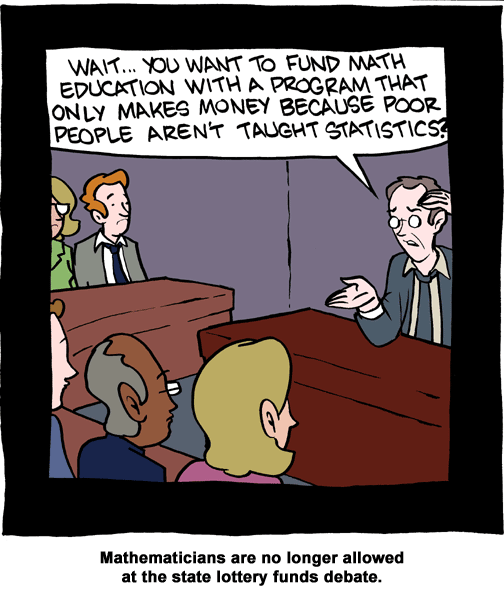 WAIT... YOU WANT TO FUND MATH
EDUCATION WITH A PROGRAM THAT
ONLY MAKES MONEY BECAUSE POOR
PEOPLE AREN'T TAUGHT STATISTICS?
Mathematicians are no longer allowed
at the state lottery funds debate.